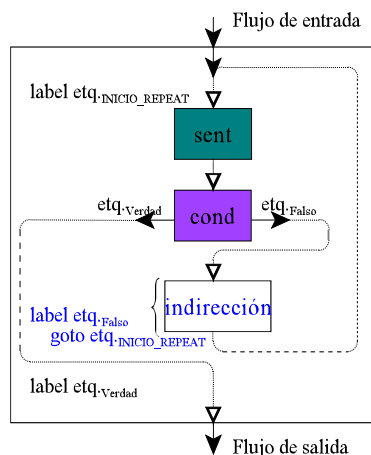 Flujo de entrada
label etq.INICIO_REPEAT
sent
etq.Verdad
etq.Falso
cond
indirección
label etq.Falso
goto etq.INICIO_REPEAT
label etq.Verdad
Flujo de salida